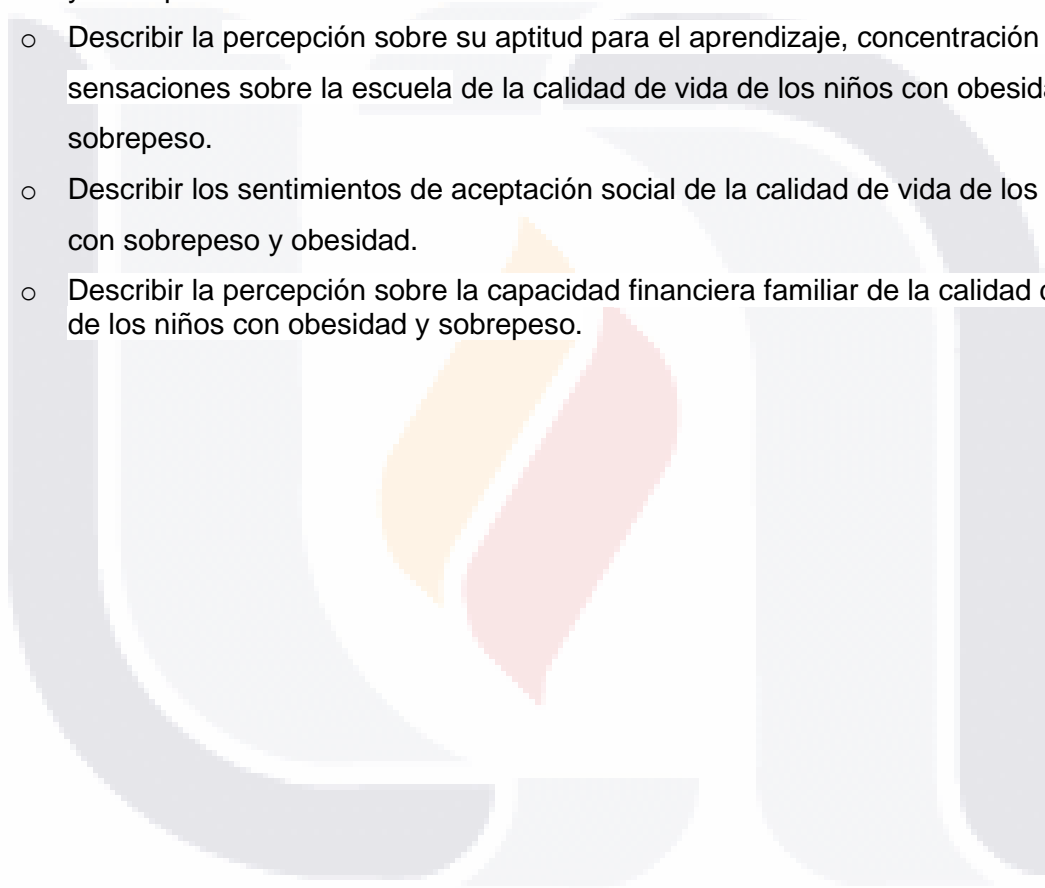 o Describir la percepción sobre su aptitud para el aprendizaje, concentración
sensaciones sobre la escuela de la calidad de vida de los niños con
sobrepeso.
o Describir los sentimientos de aceptación social de la calidad de vida de los
con sobrepeso y obesidad.
o Describir la percepción sobre la capacidad financiera familiar de la calidad
de los niños con obesidad y sobrepeso.